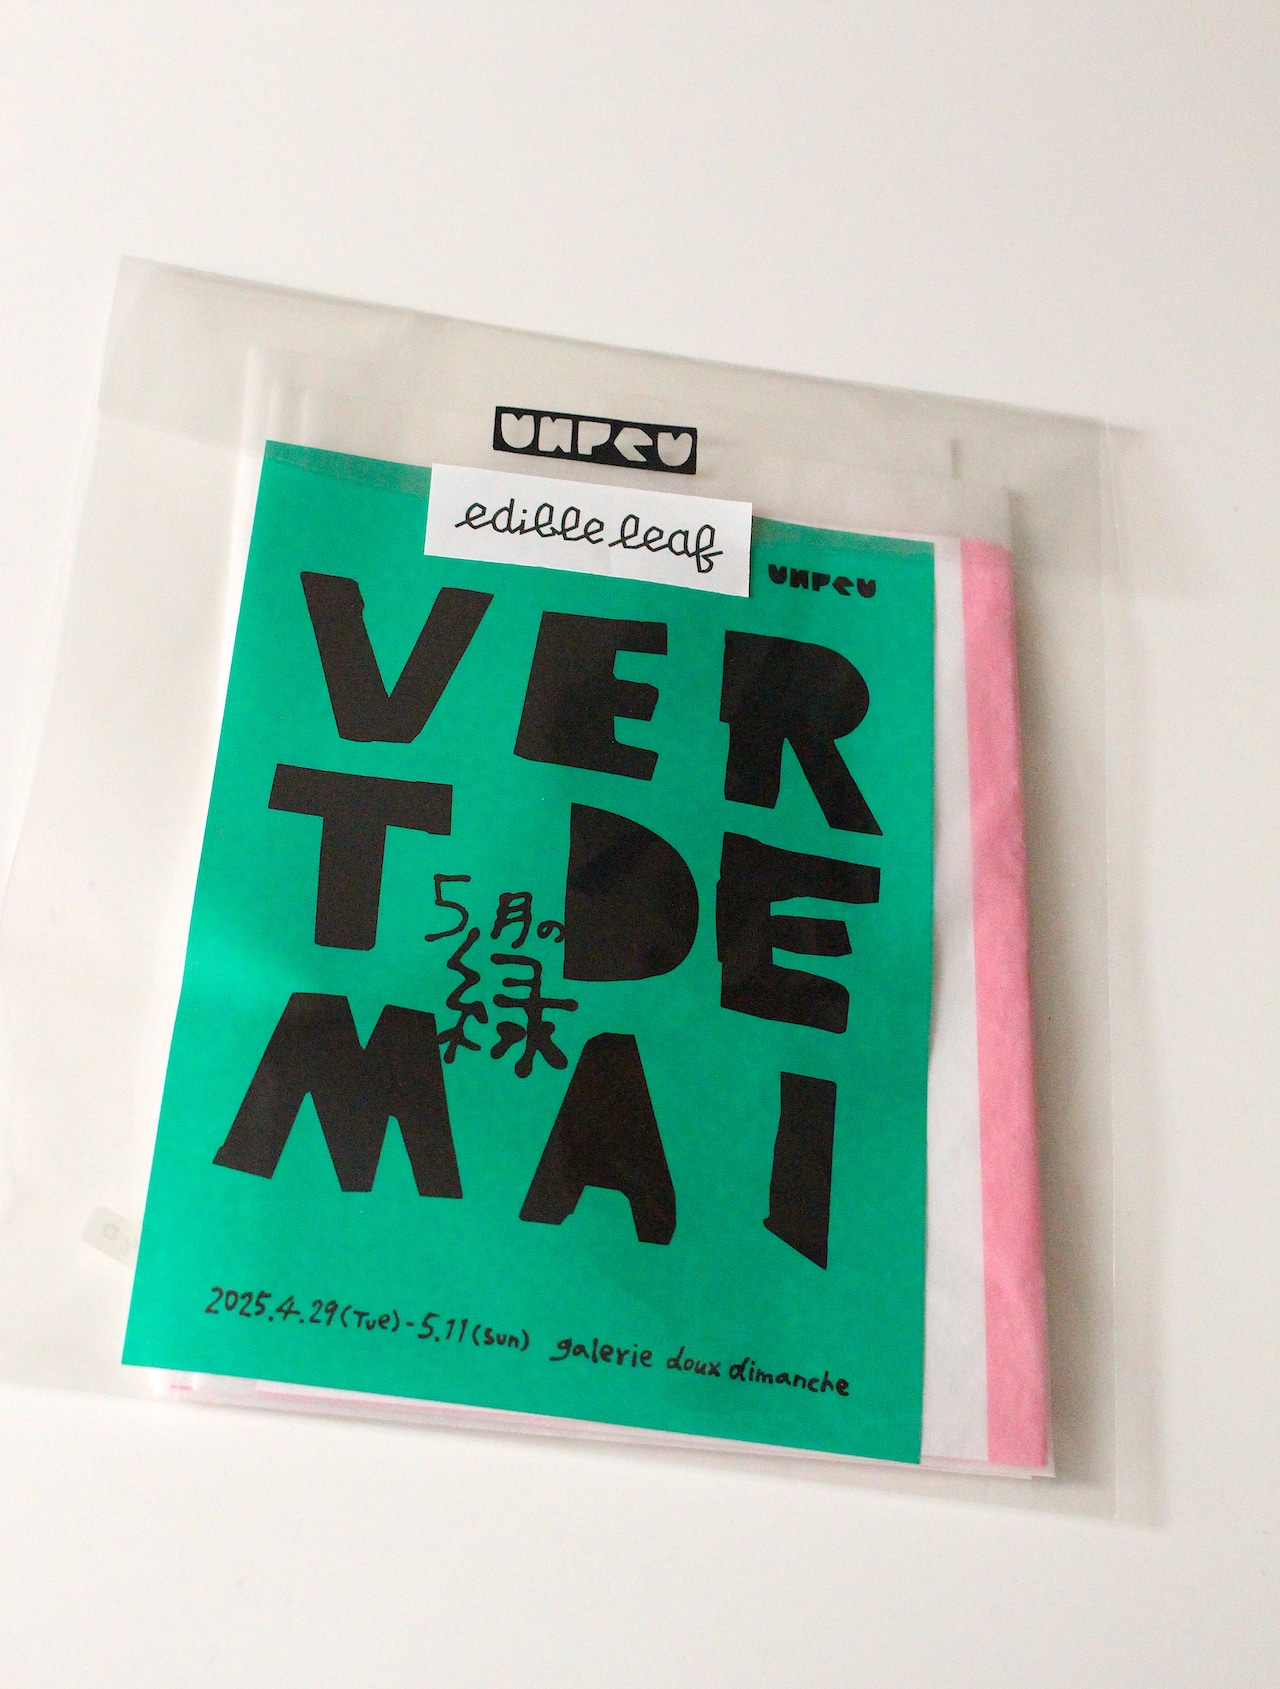 UNPEU
edible leaf
UNPEU
VER
T DE
5月の
緑
MAI
2025.4.29(Tue)-5.11(sun) galerie doux dimanche